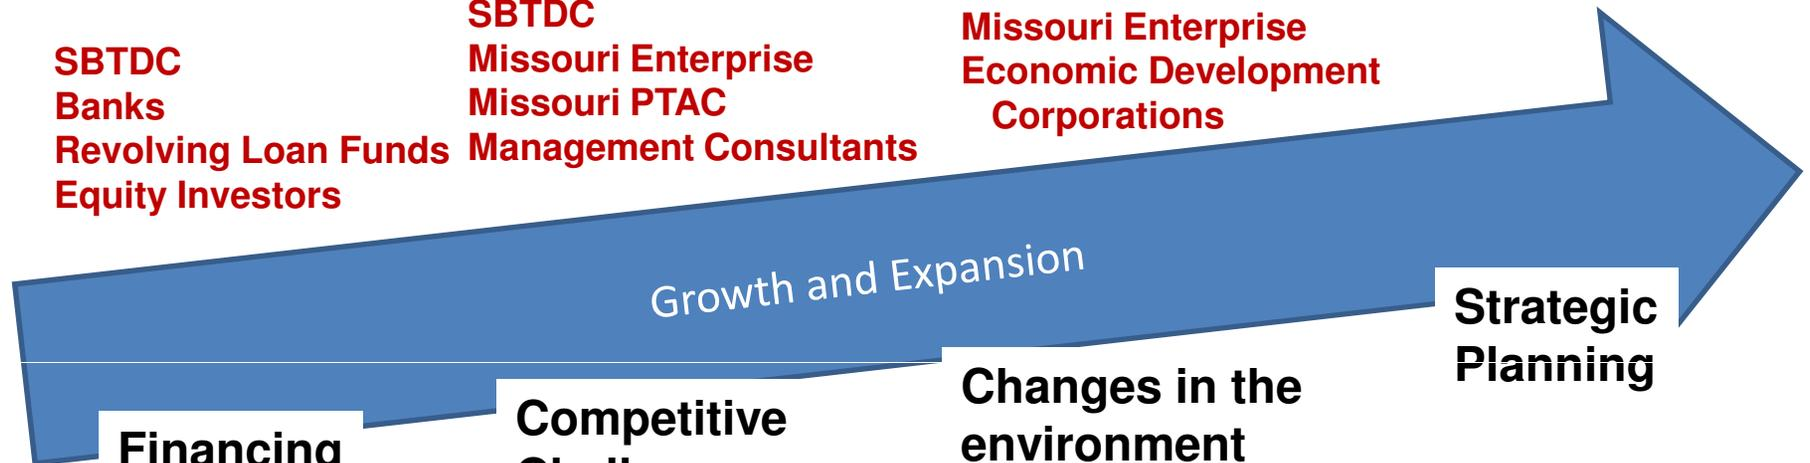 SBTDC
Banks
Revolving Loan Funds
Equity Investors
SBTDC
Missouri Enterprise
Missouri PTAC
Management Consultants
Missouri Enterprise
Economic Development
Corporations
Growth and Expansion
Financing
Competitive
Changes in the
environment
Strategic
Planning